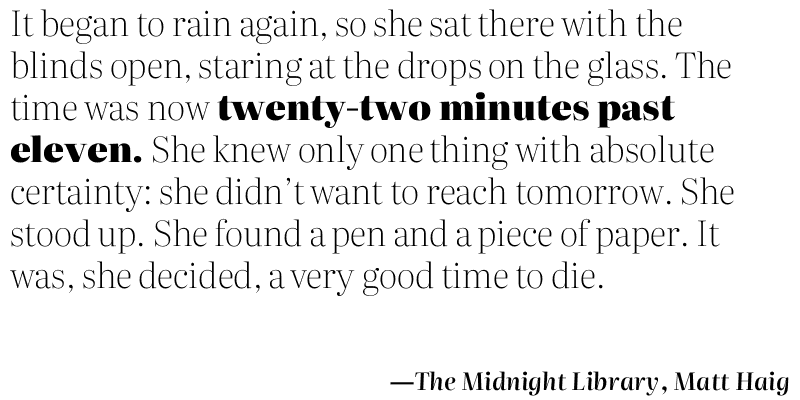 It began to rain again, so she sat there with the
blinds open, staring at the drops on the glass. The
time was now twenty-two minutes past
eleven. She knew only one thing with absolute
certainty: she didn’t want to reach tomorrow. She
stood up. She found a pen and a piece of paper. It
was, she decided, a very good time to die.
—The Midnight Library, Matt Haig